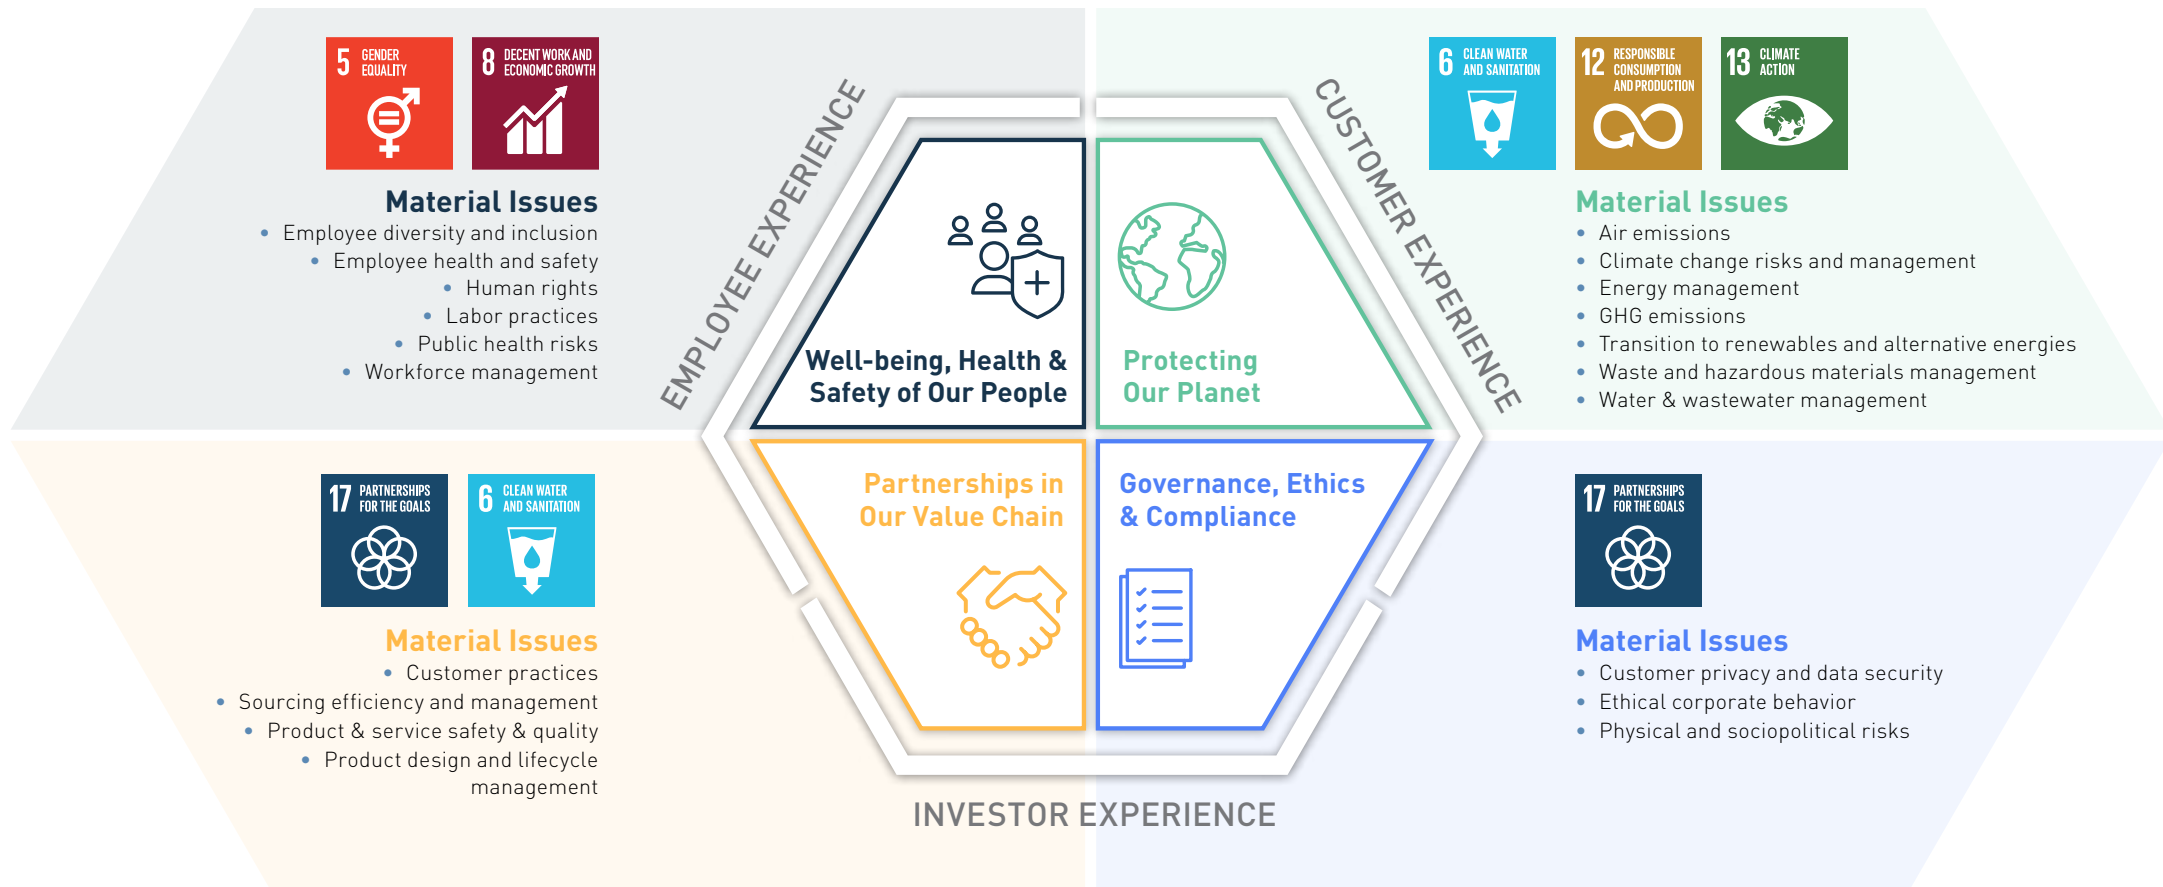 5 GENDER
EQUALITY
8 DECENT WORK AND
ECONOMIC GROWTH
Material Issues
• Employee diversity and inclusion
• Employee health and safety
• Human rights
• Labor practices
• Public health risks
• Workforce management
EMPLOYEE EXPERIENCE
Well-being, Health &
Safety of Our People
Protecting
Our Planet
CUSTOMER EXPERIENCE
6 CLEAN WATER
AND SANITATION
12 RESPONSIBLE
CONSUMPTION
AND PRODUCTION
13 CLIMATE
ACTION
Material Issues
• Air emissions
• Climate change risks and management
• Energy management
• GHG emissions
• Transition to renewables and alternative energies
• Waste and hazardous materials management
• Water & wastewater management
17 PARTNERSHIPS
FOR THE GOALS
6 CLEAN WATER
AND SANITATION
Material Issues
• Customer practices
• Sourcing efficiency and management
• Product & service safety & quality
• Product design and lifecycle
management
Partnerships in
Our Value Chain
Governance, Ethics
& Compliance
INVESTOR EXPERIENCE
17 PARTNERSHIPS
FOR THE GOALS
Material Issues
• Customer privacy and data security
• Ethical corporate behavior
• Physical and sociopolitical risks